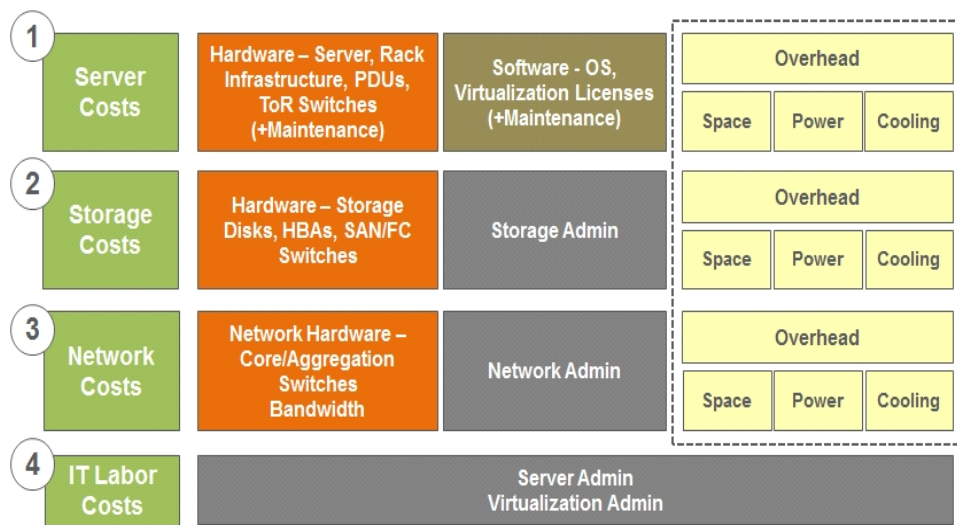 1
Server
Costs
Hardware – Server, Rack
Infrastructure, PDUs,
ToR Switches
(+Maintenance)
Software - OS,
Virtualization Licenses
(+Maintenance)
Overhead
Space
Power
Cooling
2
Storage
Costs
Hardware – Storage
Disks, HBAs, SAN/FC
Switches
Storage Admin
Overhead
Space
Power
Cooling
3
Network
Costs
Network Hardware –
Core/Aggregation
Switches
Bandwidth
Network Admin
Overhead
Space
Power
Cooling
4
IT Labor
Costs
Server Admin
Virtualization Admin